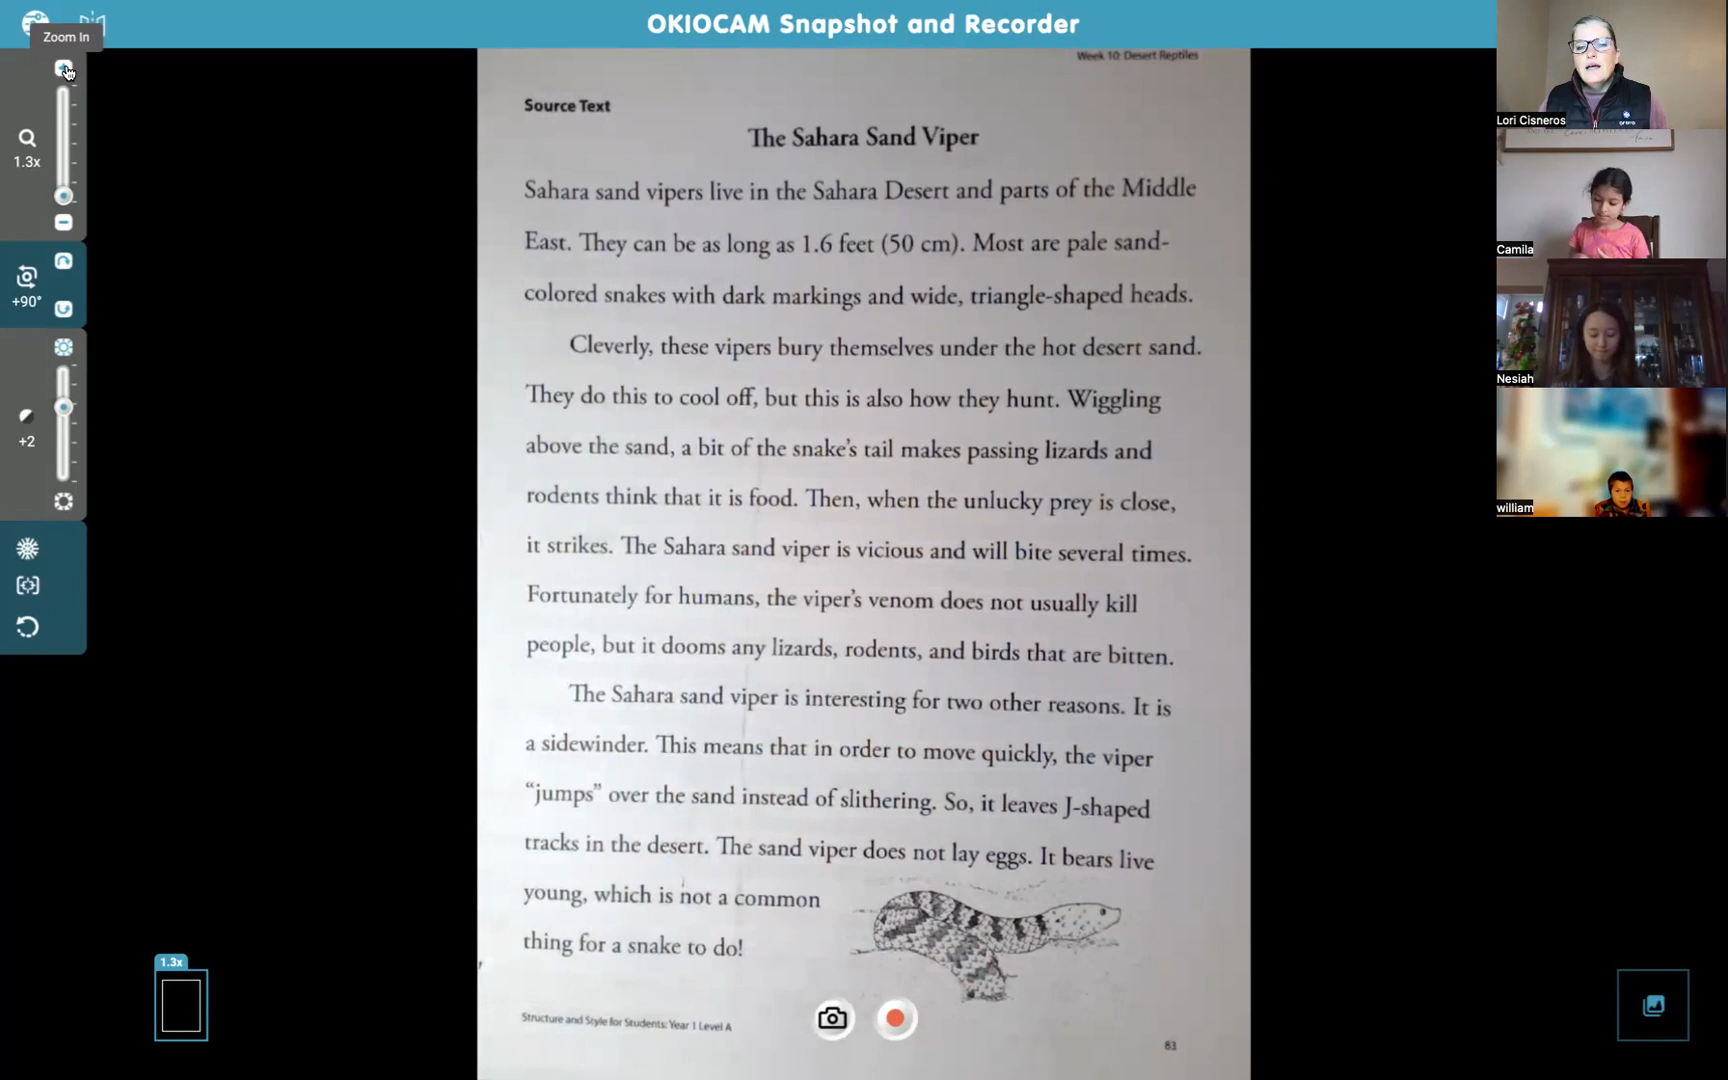 OKIOCAM Snapshot and Recorder
Zoom In
1.3x
+90°
+2
1.3x
Week 10: Desert Reptiles
Source Text
The Sahara Sand Viper
Sahara sand vipers live in the Sahara Desert and parts of the Middle
East. They can be as long as 1.6 feet (50 cm). Most are pale sand-
colored snakes with dark markings and wide, triangle-shaped heads.
Cleverly, these vipers bury themselves under the hot desert sand.
They do this to cool off, but this is also how they hunt. Wiggling
above the sand, a bit of the snake's tail makes passing lizards and
rodents think that it is food. Then, when the unlucky prey is close,
it strikes. The Sahara sand viper is vicious and will bite several times.
Fortunately for humans, the viper's venom does not usually kill
people, but it dooms any lizards, rodents, and birds that are bitten.
The Sahara sand viper is interesting for two other reasons. It is
a sidewinder. This means that in order to move quickly, the viper
“jumps” over the sand instead of slithering. So, it leaves J-shaped
tracks in the desert. The sand viper does not lay eggs. It bears live
young, which is not a common
thing for a snake to do!
Structure and Style for Students: Year 1 Level A
83
Lori Cisneros
Camila
Nesiah
william